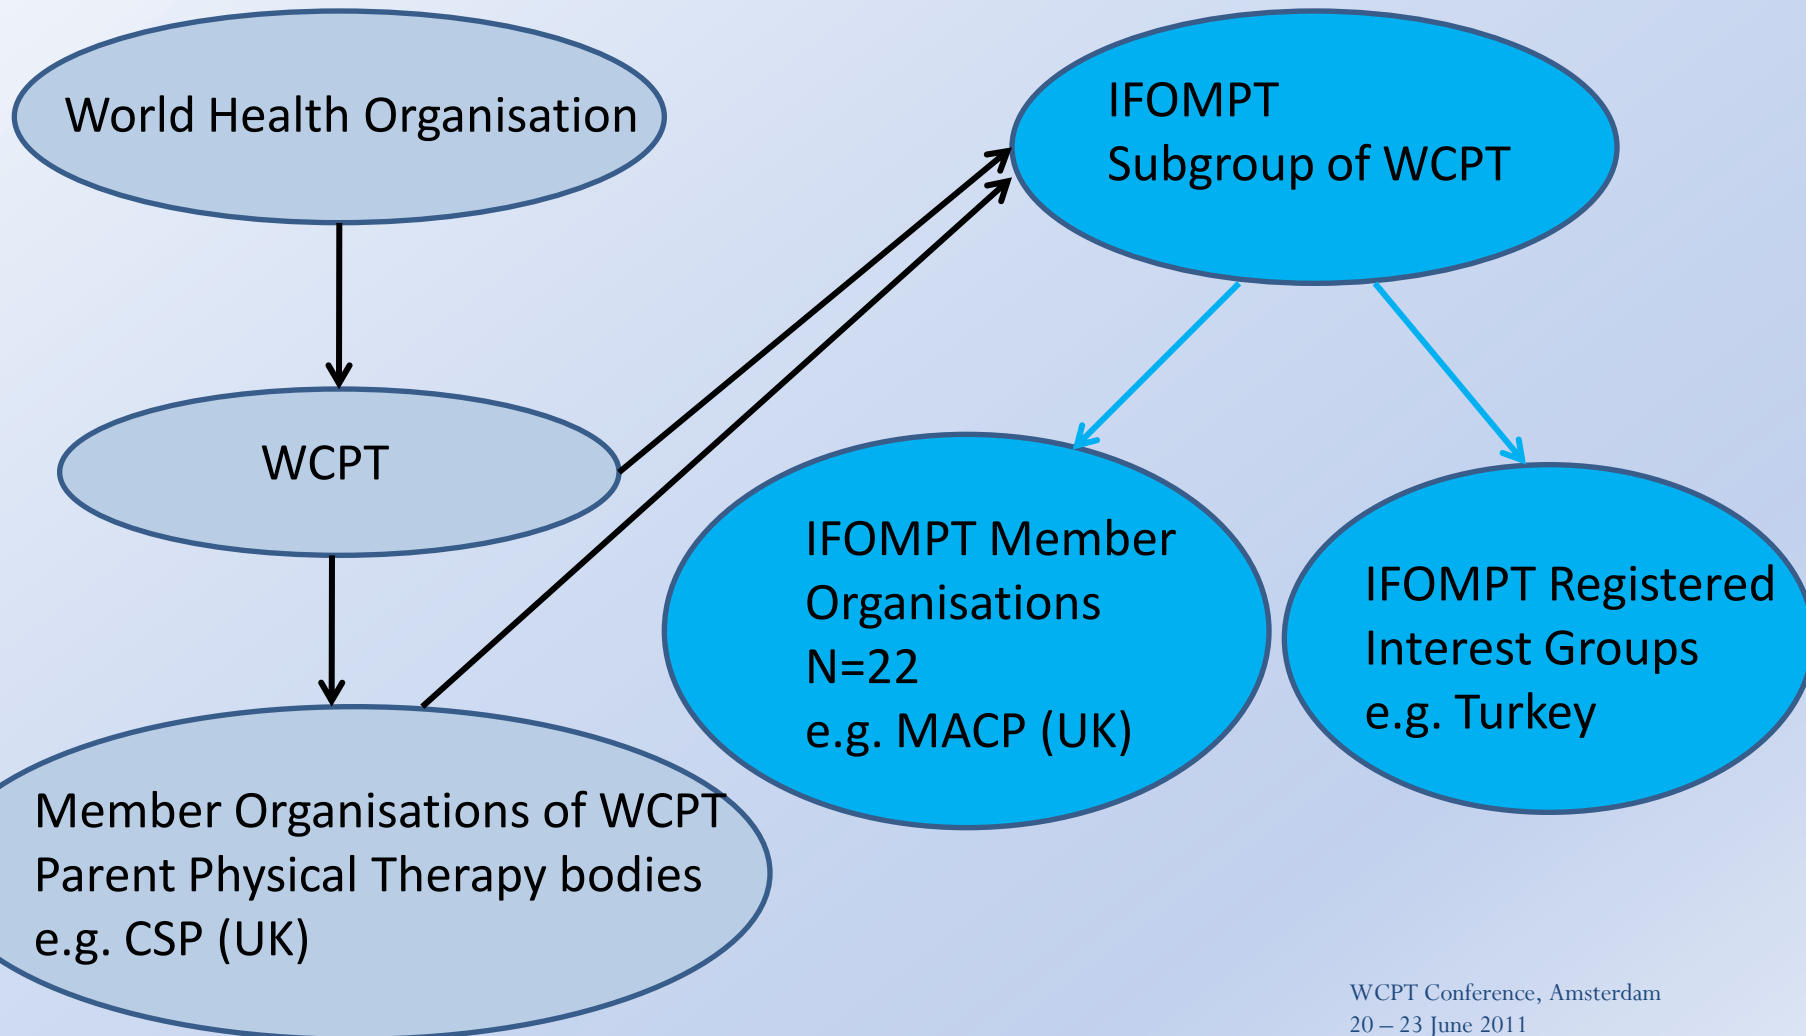 World Health Organisation
IFOMPT
Subgroup of WCPT
WCPT
IFOMPT Member
Organisations
N=22
e.g. MACP (UK)
IFOMPT Registered
Interest Groups
e.g. Turkey
Member Organisations of WCPT
Parent Physical Therapy bodies
e.g. CSP (UK)
WCPT Conference, Amsterdam
20 – 23 June 2011